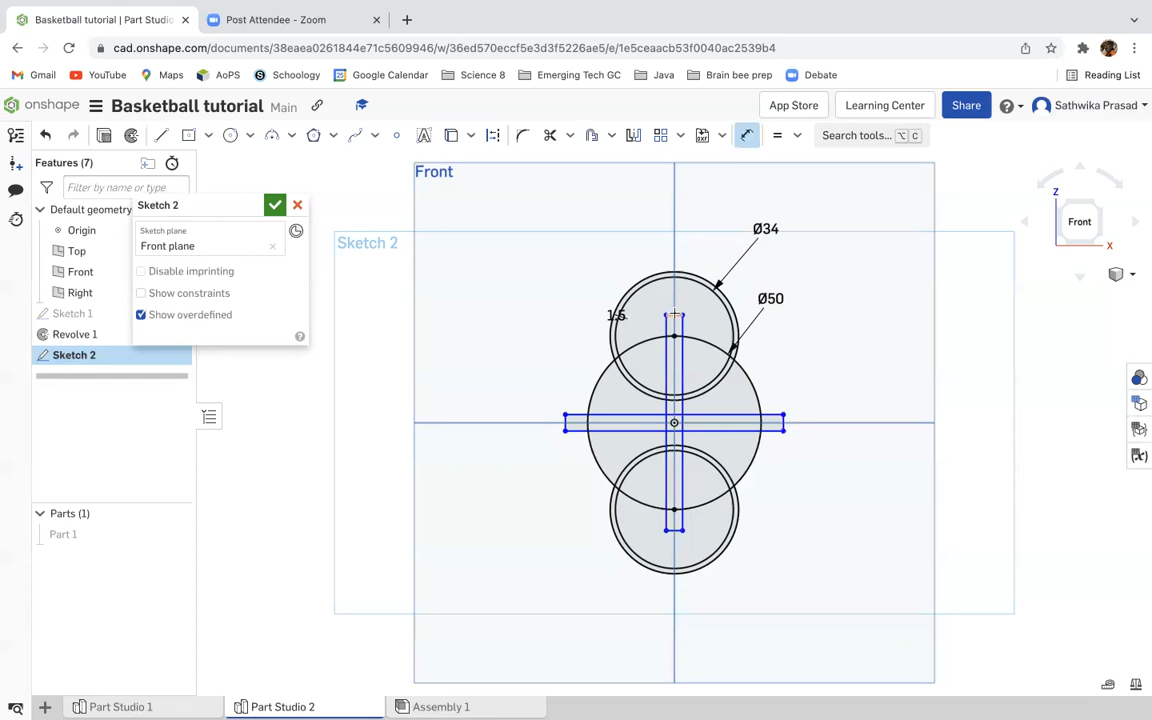 Basketball tutorial | Part Studio
Post Attendee - Zoom
cad.onshape.com/documents/38eaea0261844e71c5609946/w/36ed570eccf5e3d3f5226ae5/e/1e5ceaacb53f0040ac2539b4
Gmail YouTube Maps AoPS Schoology Google Calendar Science 8 Emerging Tech GC Java Brain bee prep Debate Reading List
onshape Basketball tutorial Main App Store Learning Center Share Sathwika Prasad
Search tools... ⌥ C
Features (7)
Filter by name or type
Default geometry
Origin
Top
Front
Right
Sketch 1
Revolve 1
Sketch 2
Sketch 2
Sketch plane
Front plane
Disable imprinting
Show constraints
Show overdefined
Parts (1)
Part 1
Front
Sketch 2
Ø34
Ø50
1.5
Z
Front
X
Part Studio 1 Part Studio 2 Assembly 1